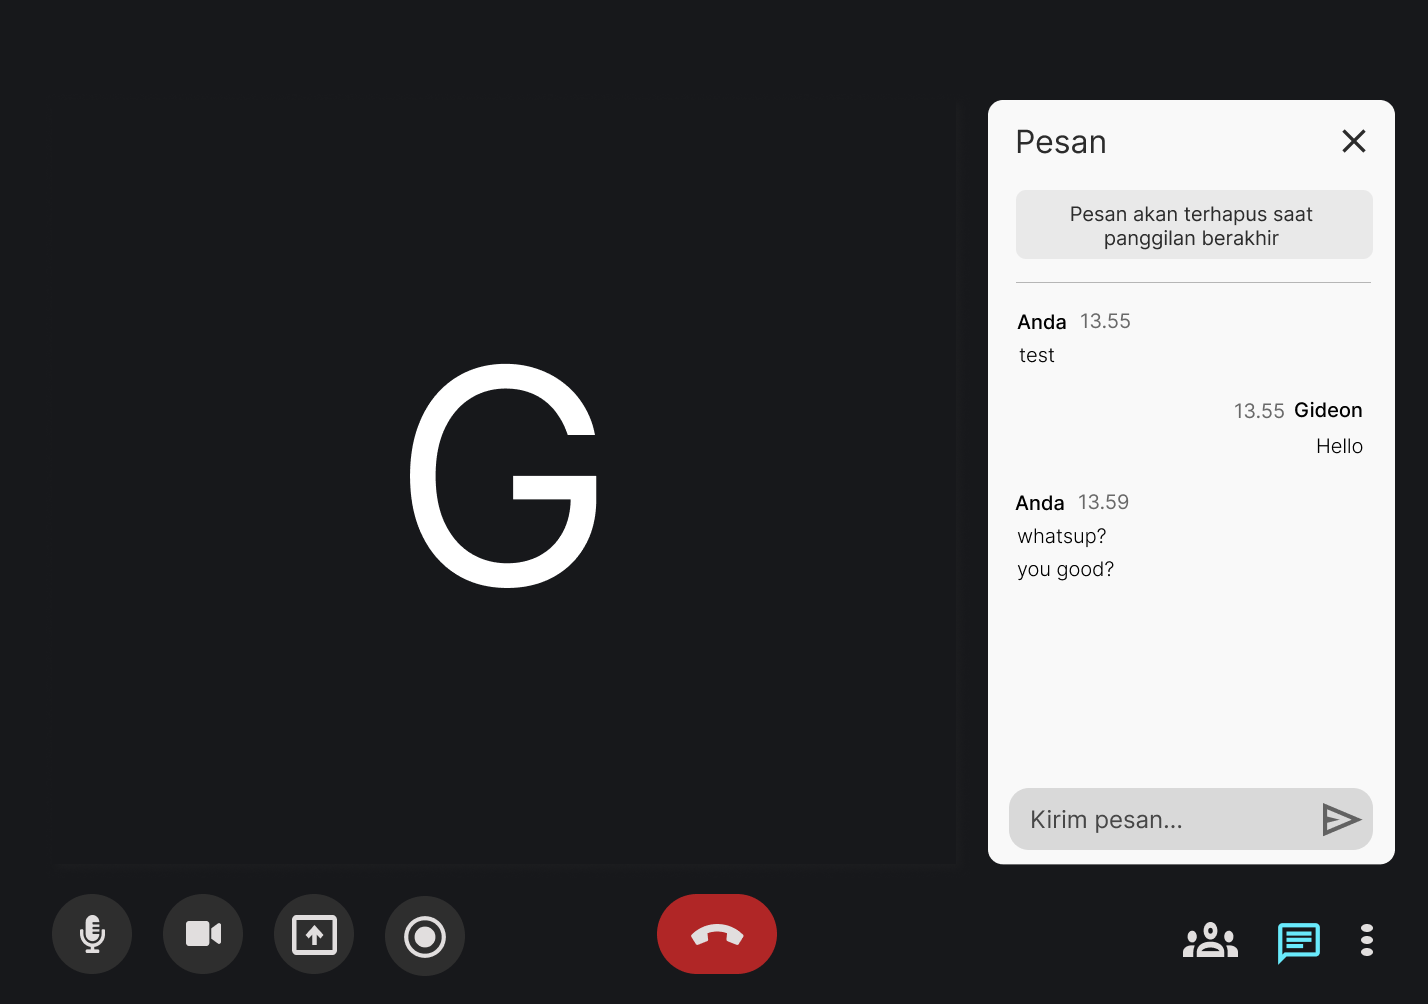 G
Pesan
Pesan akan terhapus saat
panggilan berakhir
Anda 13.55
test
13.55 Gideon
Hello
Anda 13.59
whatsup?
you good?
Kirim pesan...